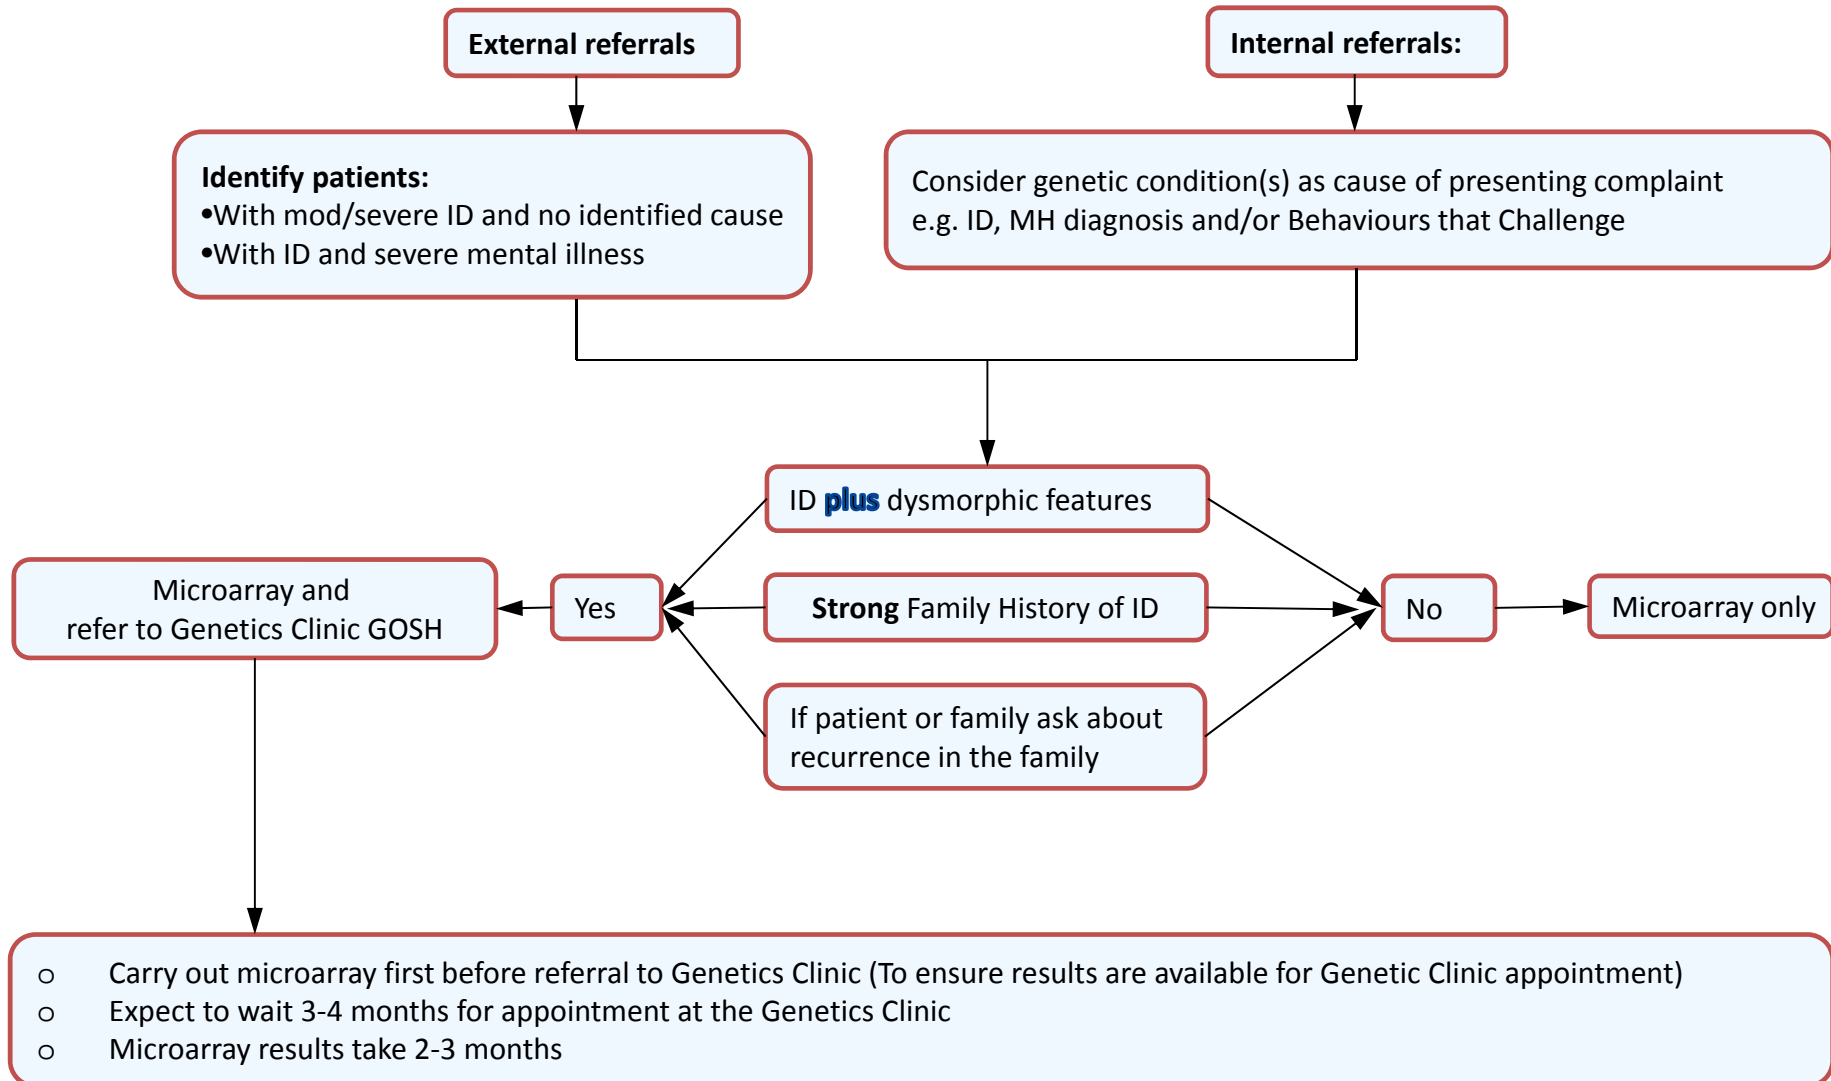 External referrals
Internal referrals:
Identify patients:
•With mod/severe ID and no identified cause
•With ID and severe mental illness
Consider genetic condition(s) as cause of presenting complaint
e.g. ID, MH diagnosis and/or Behaviours that Challenge
ID plus dysmorphic features
Microarray and
refer to Genetics Clinic GOSH
Yes
Strong Family History of ID
No
Microarray only
If patient or family ask about
recurrence in the family
o Carry out microarray first before referral to Genetics Clinic (To ensure results are available for Genetic Clinic appointment)
o Expect to wait 3-4 months for appointment at the Genetics Clinic
o Microarray results take 2-3 months